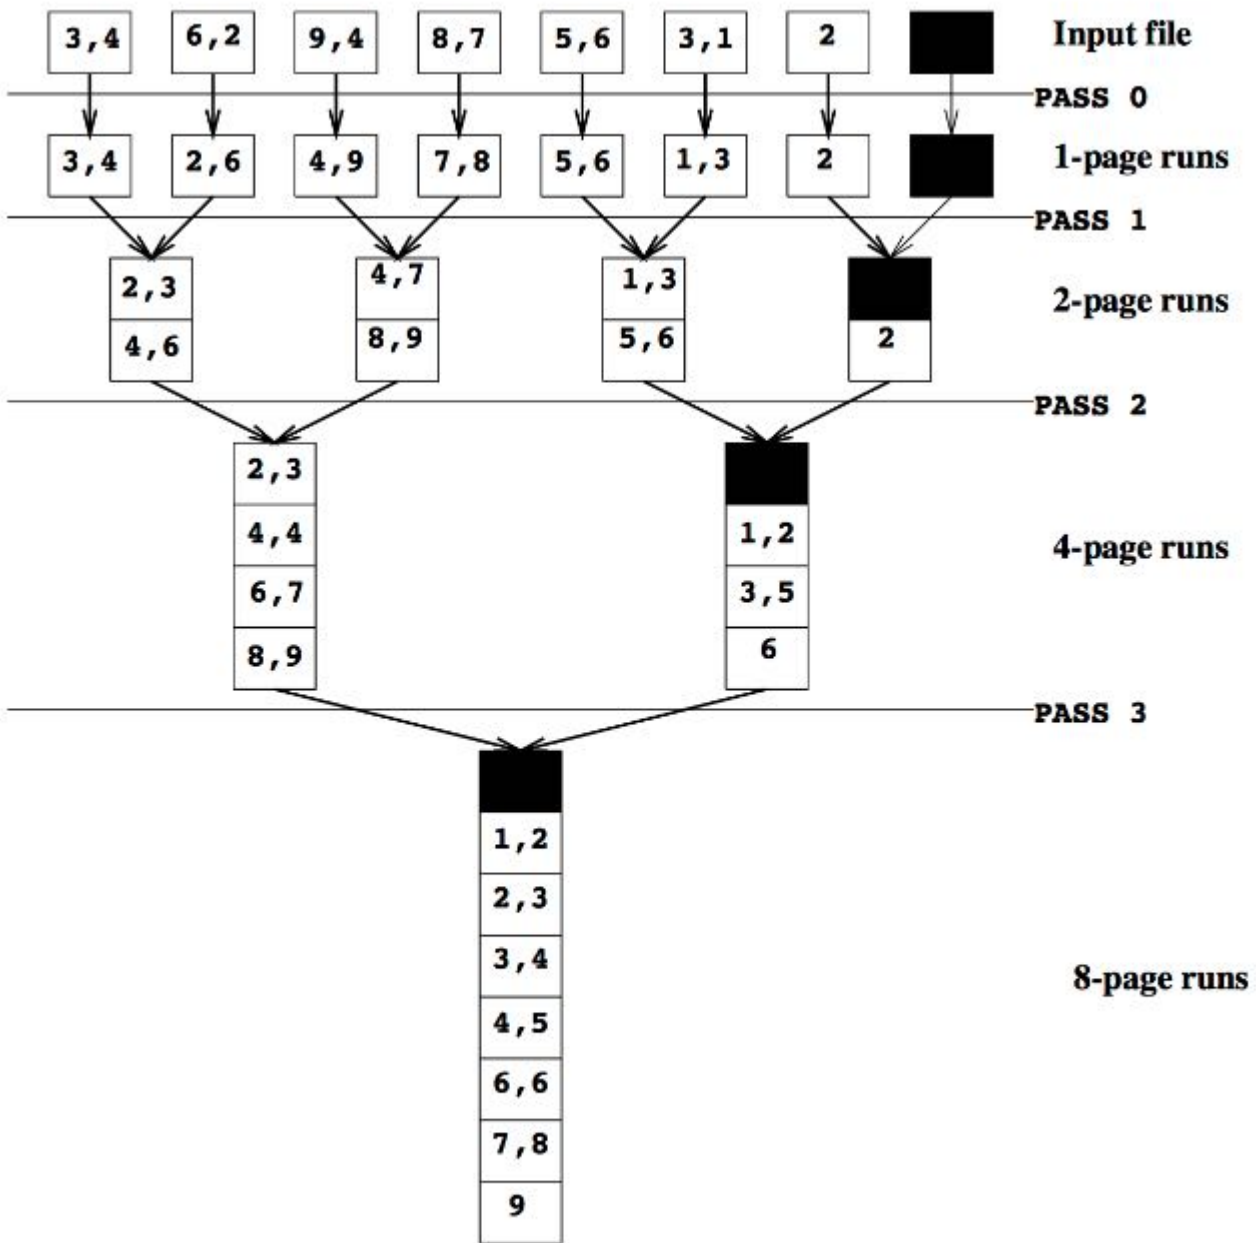 3,4 6,2 9,4 8,7 5,6 3,1 2 Input file
PASS 0
3,4 2,6 4,9 7,8 5,6 1,3 2 1-page runs
PASS 1
2,3 4,7 1,3 2-page runs
4,6 8,9 5,6 2
PASS 2
2,3
4,4 1,2 4-page runs
6,7 3,5
8,9 6
PASS 3
1,2
2,3
3,4 8-page runs
4,5
6,6
7,8
9